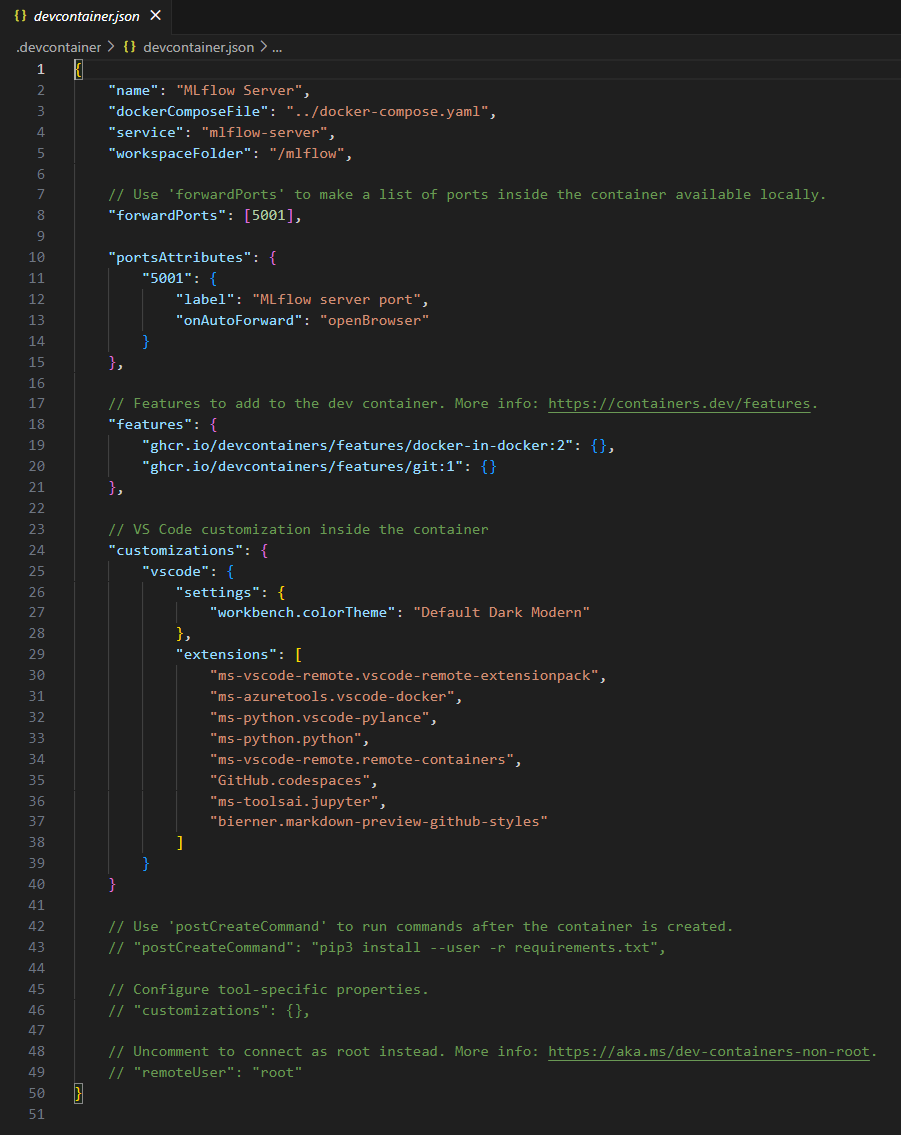 {} devcontainer.json ×
.devcontainer > {} devcontainer.json > ...
1 {
2 "name": "MLflow Server",
3 "dockerComposeFile": "../docker-compose.yaml",
4 "service": "mlflow-server",
5 "workspaceFolder": "/mlflow",
6
7 // Use 'forwardPorts' to make a list of ports inside the container available locally.
8 "forwardPorts": [5001],
9
10 "portsAttributes": {
11 "5001": {
12 "label": "MLflow server port",
13 "onAutoForward": "openBrowser"
14 }
15 },
16
17 // Features to add to the dev container. More info: https://containers.dev/features.
18 "features": {
19 "ghcr.io/devcontainers/features/docker-in-docker:2": {},
20 "ghcr.io/devcontainers/features/git:1": {}
21 },
22
23 // VS Code customization inside the container
24 "customizations": {
25 "vscode": {
26 "settings": {
27 "workbench.colorTheme": "Default Dark Modern"
28 },
29 "extensions": [
30 "ms-vscode-remote.vscode-remote-extensionpack",
31 "ms-azuretools.vscode-docker",
32 "ms-python.vscode-pylance",
33 "ms-python.python",
34 "ms-vscode-remote.remote-containers",
35 "GitHub.codespaces",
36 "ms-toolsai.jupyter",
37 "bierner.markdown-preview-github-styles"
38 ]
39 }
40 }
41
42 // Use 'postCreateCommand' to run commands after the container is created.
43 // "postCreateCommand": "pip3 install --user -r requirements.txt",
44
45 // Configure tool-specific properties.
46 // "customizations": {},
47
48 // Uncomment to connect as root instead. More info: https://aka.ms/dev-containers-non-root.
49 // "remoteUser": "root"
50 }
51